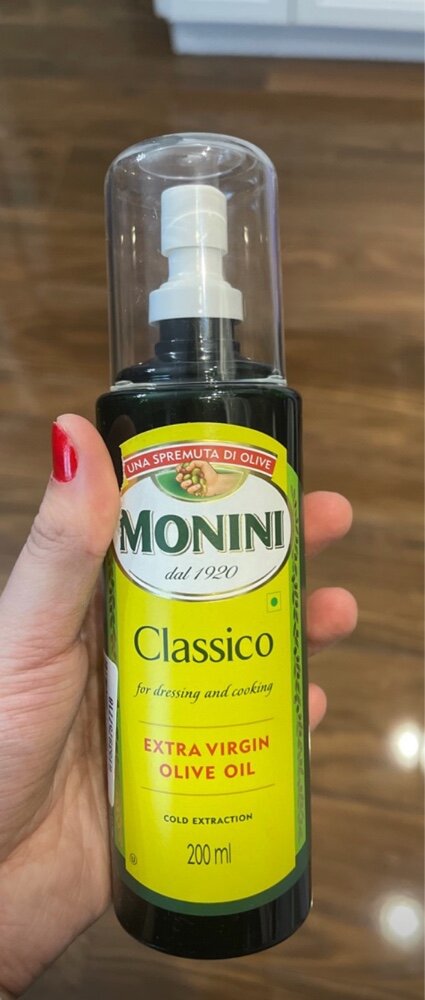 UNA SPREMUTA DI OLIVE
MONINI
dal 1920
Classico
for dressing and cooking
EXTRA VIRGIN
OLIVE OIL
COLD EXTRACTION
200 ml
U